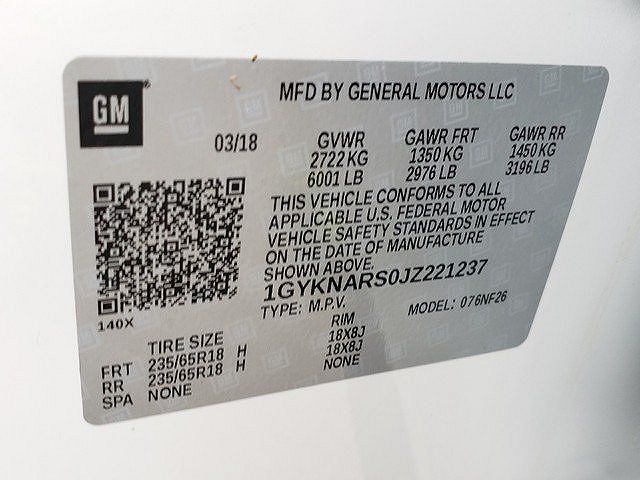 GM
MFD BY GENERAL MOTORS LLC
03/18
GVWR GAWR FRT GAWR RR
2722 KG 1350 KG 1450 KG
6001 LB 2976 LB 3196 LB
THIS VEHICLE CONFORMS TO ALL
APPLICABLE U.S. FEDERAL MOTOR
VEHICLE SAFETY STANDARDS IN EFFECT
ON THE DATE OF MANUFACTURE
SHOWN ABOVE.
1GYKNARS0JZ221237
TYPE: M.P.V. MODEL: 076NF26
140X
TIRE SIZE RIM
FRT 235/65R18 H 18X8J
RR 235/65R18 H 18X8J
SPA NONE NONE